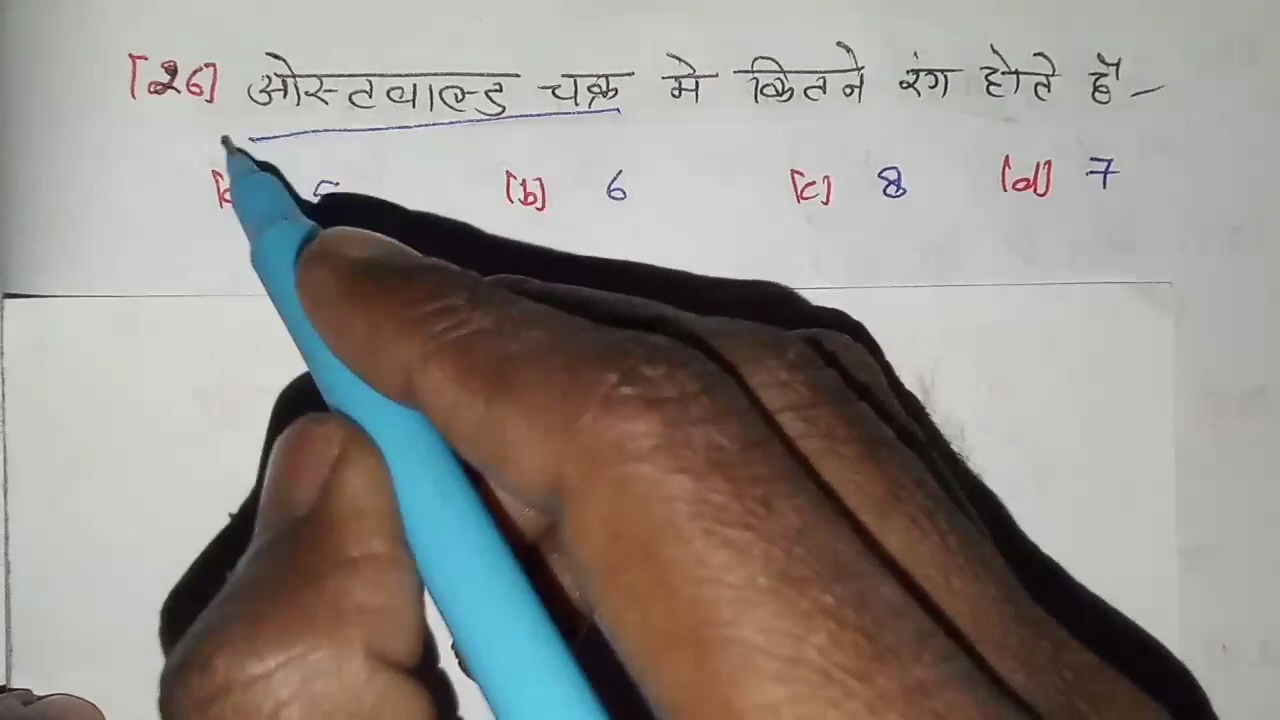 [26] ओस्टवाल्ड चक्र मे कितने रंग होते हैं –
[b] 6 [c] 8 [d] 7